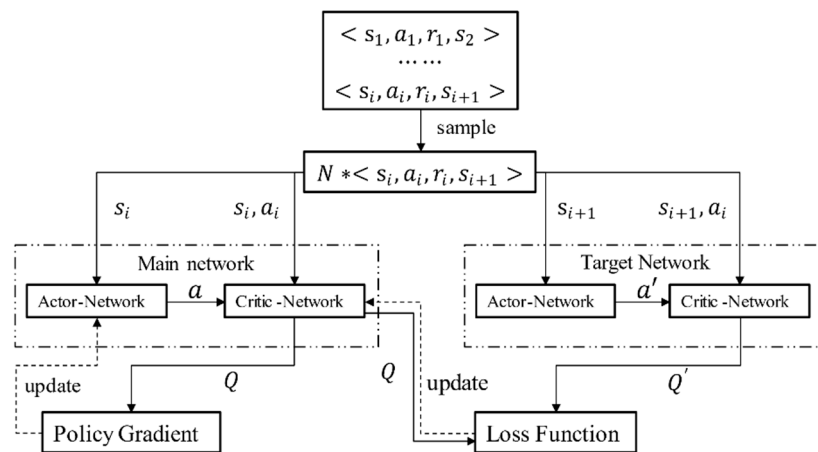 < s₁, a₁, r₁, s₂ >
… …
< sᵢ, aᵢ, rᵢ, sᵢ₊₁ >
sample
N *< sᵢ, aᵢ, rᵢ, sᵢ₊₁ >
sᵢ
sᵢ, aᵢ
sᵢ₊₁
sᵢ₊₁, aᵢ
Main network
Target Network
Actor-Network
a
Critic -Network
Actor-Network
a′
Critic -Network
update
Q
Q
update
Q′
Policy Gradient
Loss Function